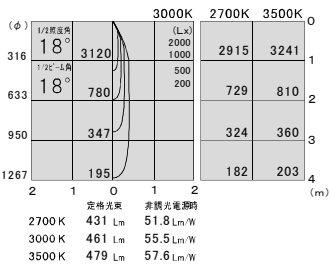 (φ) 3000K 2700K 3500K
1/2照度角 18°
(Lx)
2000
1000
500
200
1/2ビーム角 18°
0
316 3120 2915 3241 1
633 780 729 810 2
950 347 324 360 3
1267 195 182 203 4
2 1 0 1 2 (m)
定格光束 非調光電源時
2700K 431 Lm 51.8 Lm/W
3000K 461 Lm 55.5 Lm/W
3500K 479 Lm 57.6 Lm/W